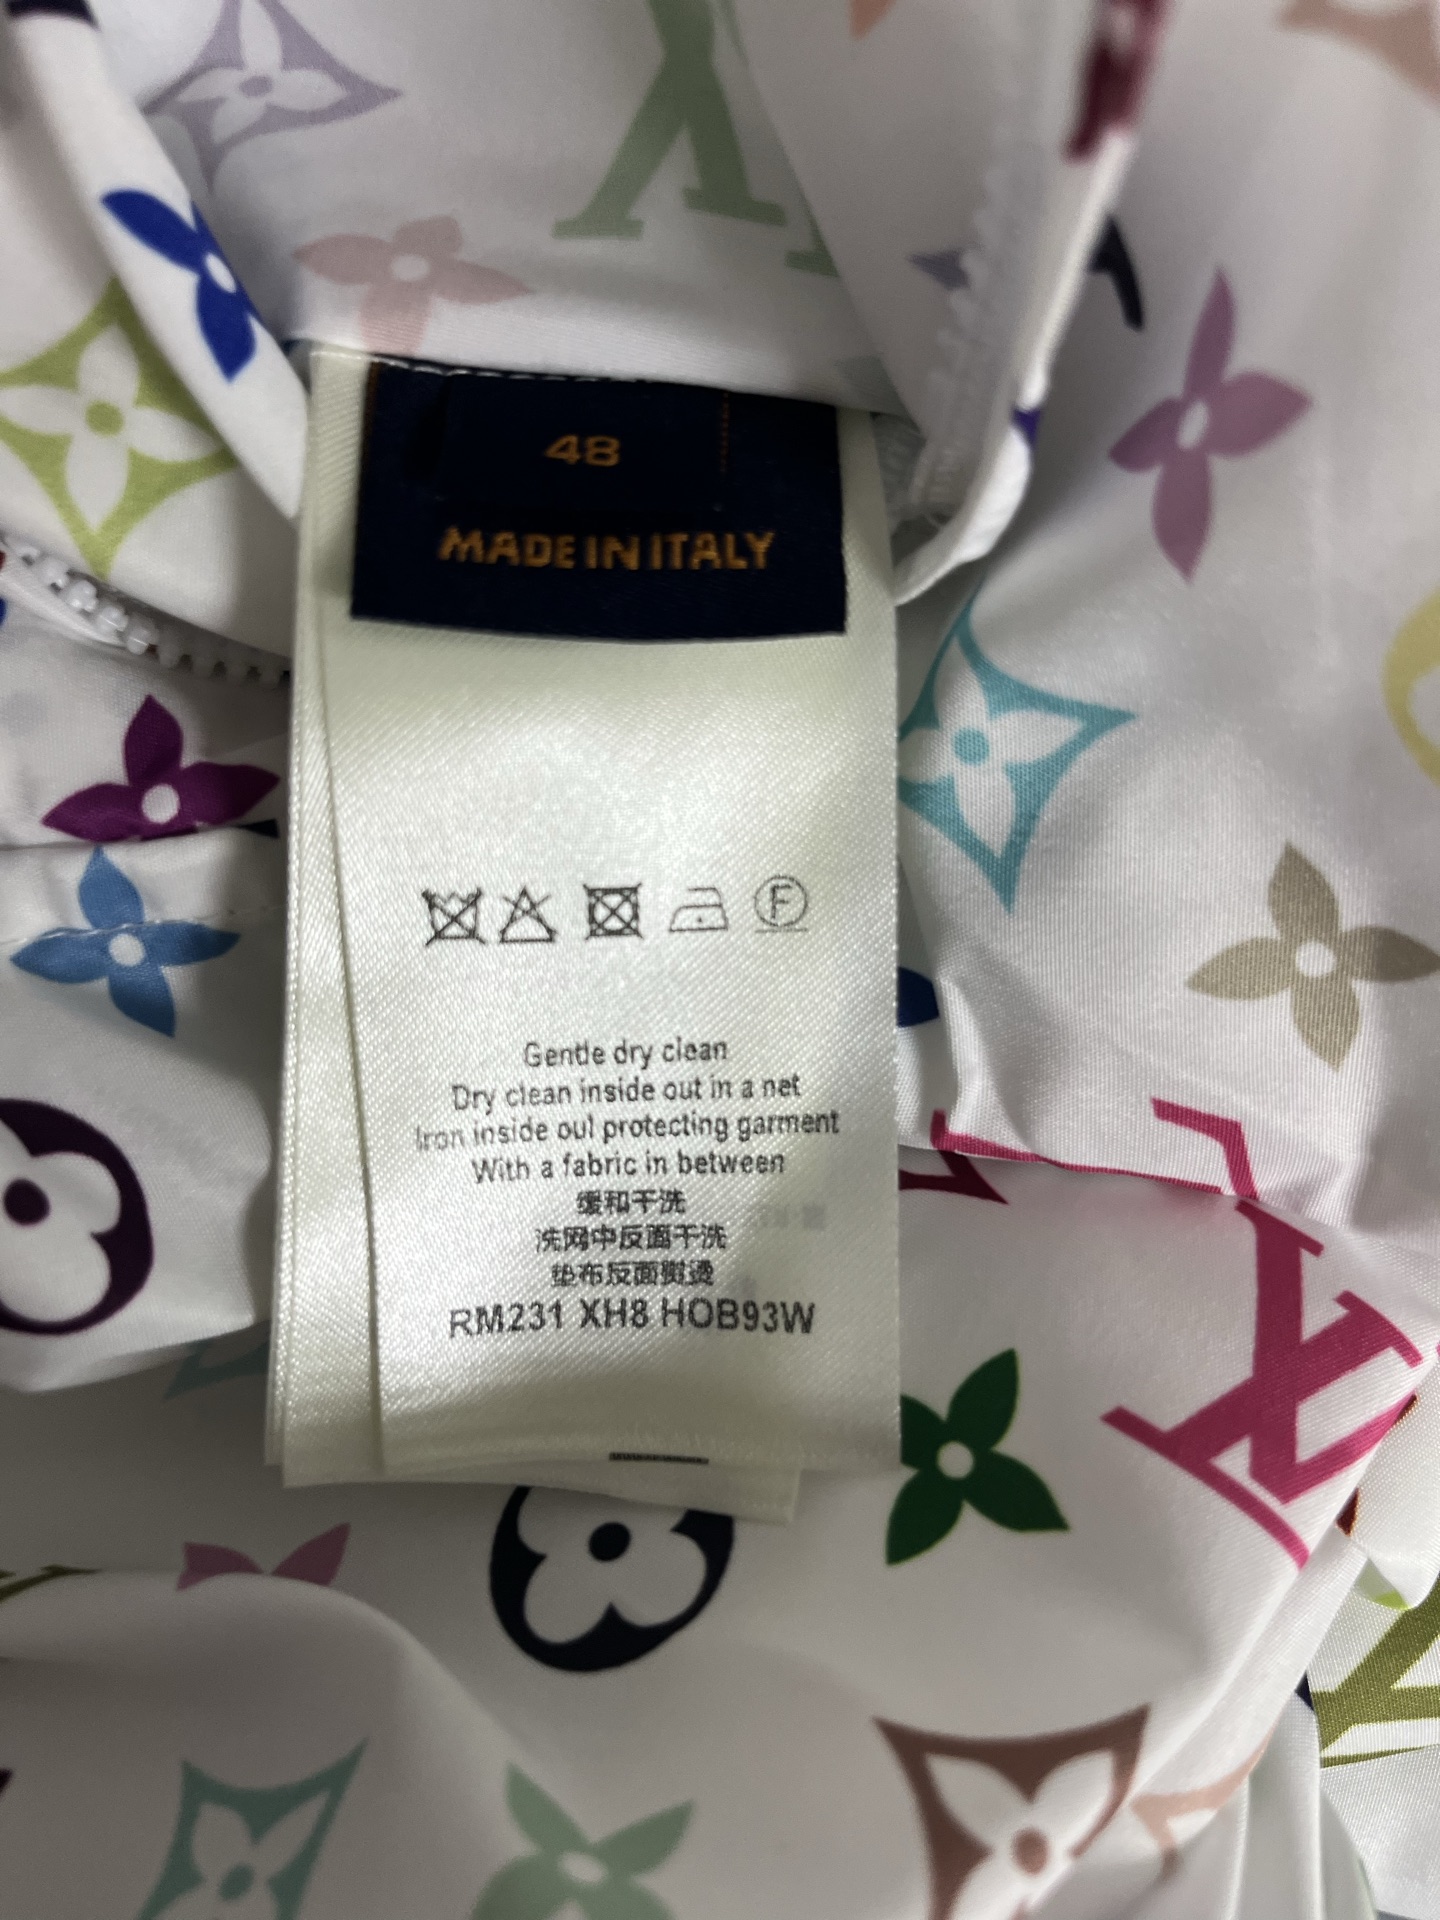 48
MADE IN ITALY
F
Gentle dry clean
Dry clean inside out in a net
Iron inside oul protecting garment
With a fabric in between
缓和干洗
洗网中反面干洗
垫布反面熨烫
RM231 XH8 HOB93W